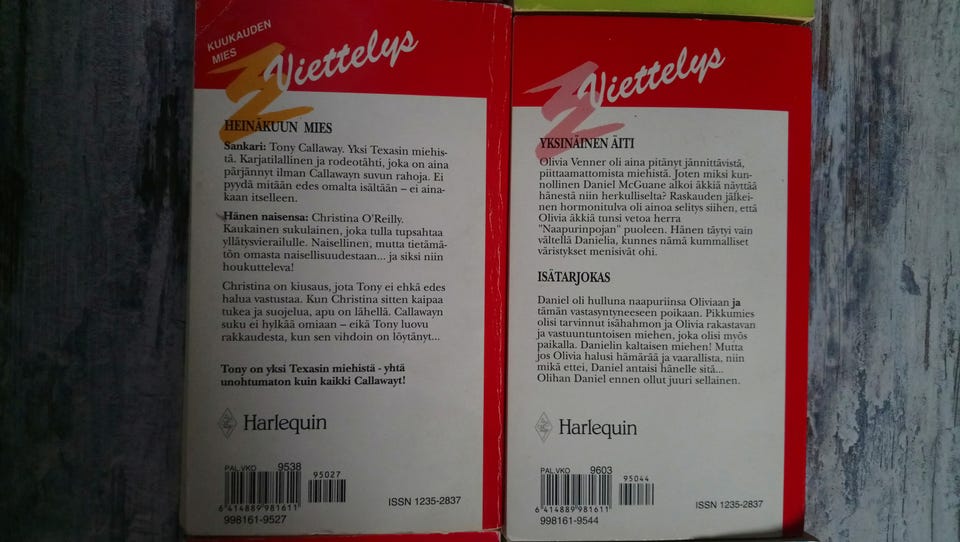 KUUKAUDEN
MIES
Viettelys
HEINÄKUUN MIES
Sankari: Tony Callaway. Yksi Texasin miehis-
tä. Karjatilallinen ja rodeotähti, joka on aina
pärjännyt ilman Callawayn suvun rahoja. Ei
pyydä mitään edes omalta isältään – ei aina-
kaan itselleen.
Hänen naisensa: Christina O'Reilly.
Kaukainen sukulainen, joka tulla tupsahtaa
yllätysvierailulle. Naisellinen, mutta tietämä-
tön omasta naisellisuudestaan... ja siksi niin
houkutteleva!
Christina on kiusaus, jota Tony ei ehkä edes
halua vastustaa. Kun Christina sitten kaipaa
tukea ja suojelua, apu on lähellä. Callawayn
suku ei hylkää omiaan – eikä Tony luovu
rakkaudesta, kun sen vihdoin on löytänyt...
Tony on yksi Texasin miehistä - yhtä
unohtumaton kuin kaikki Callawayt!
Harlequin
PAL.VKO 9538
95027
6 414889 981611
ISSN 1235-2837
998161-9527
Viettelys
YKSINÄINEN ÄITI
Olivia Venner oli aina pitänyt jännittävistä,
piittaamattomista miehistä. Joten miksi kun-
nollinen Daniel McGuane alkoi äkkiä näyttää
hänestä niin herkulliselta? Raskauden jälkei-
nen hormonitulva oli ainoa selitys siihen, että
Olivia äkkiä tunsi vetoa herra
"Naapurinpojan" puoleen. Hänen täytyi vain
vältellä Danielia, kunnes nämä kummalliset
väristykset menisivät ohi.
ISÄTARJOKAS
Daniel oli hulluna naapuriinsa Oliviaan ja
tämän vastasyntyneeseen poikaan. Pikkumies
olisi tarvinnut isähahmon ja Olivia rakastavan
ja vastuuntuntoisen miehen, joka olisi myös
paikalla. Danielin kaltaisen miehen! Mutta
jos Olivia halusi hämärää ja vaarallista, niin
mikä ettei, Daniel antaisi hänelle sitä...
Olihan Daniel ennen ollut juuri sellainen.
Harlequin
PAL.VKO 9603
95044
6 414889 981611
ISSN 1235-2837
998161-9544